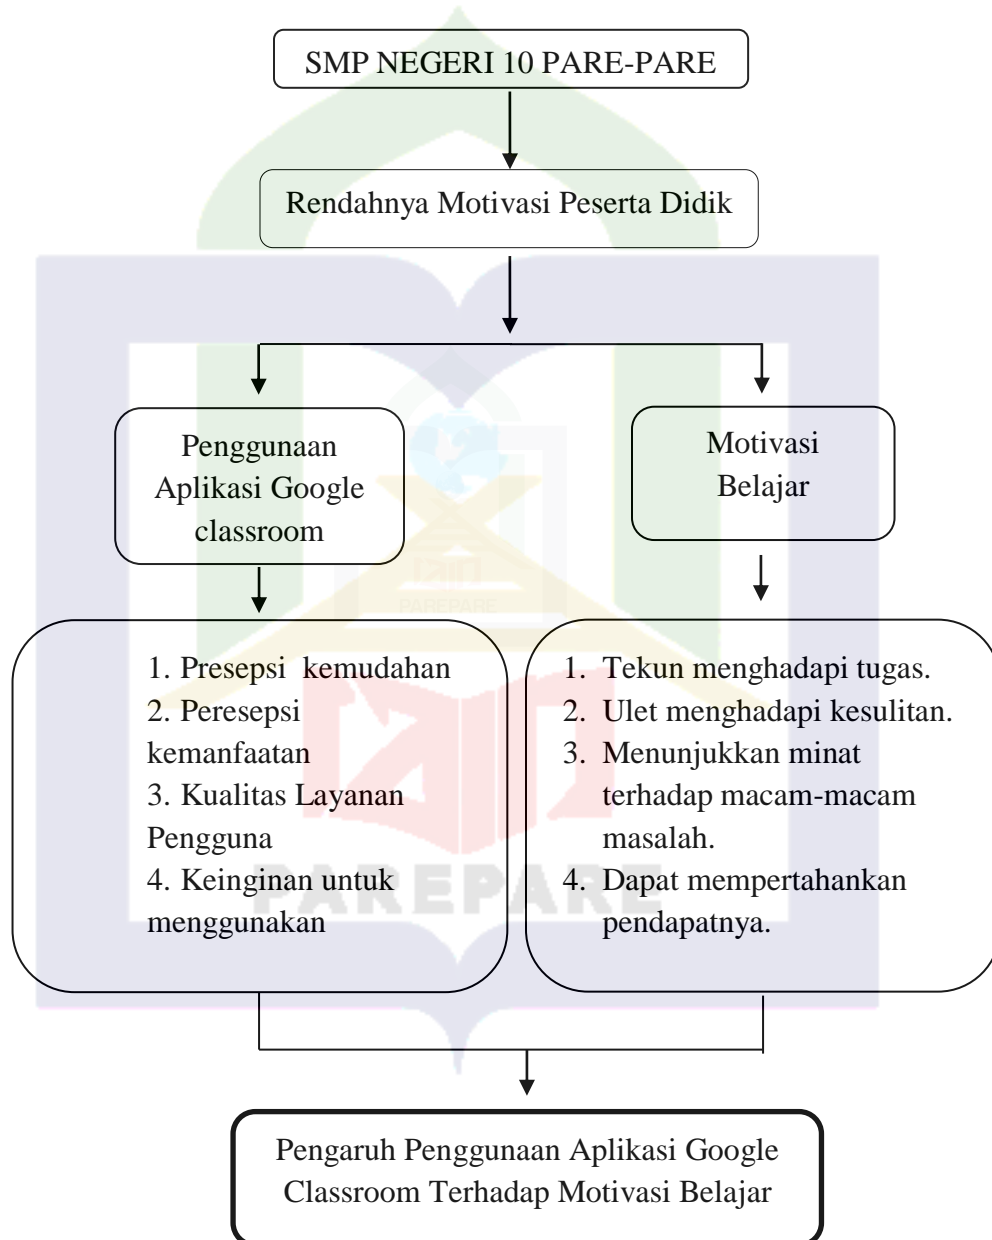 SMP NEGERI 10 PARE-PARE
Rendahnya Motivasi Peserta Didik
Penggunaan
Aplikasi Google
classroom
Motivasi
Belajar
1. Presepsi kemudahan
2. Peresepsi
kemanfaatan
3. Kualitas Layanan
Pengguna
4. Keinginan untuk
menggunakan
1. Tekun menghadapi tugas.
2. Ulet menghadapi kesulitan.
3. Menunjukkan minat
terhadap macam-macam
masalah.
4. Dapat mempertahankan
pendapatnya.
PAREPARE
PAREPARE
Pengaruh Penggunaan Aplikasi Google
Classroom Terhadap Motivasi Belajar